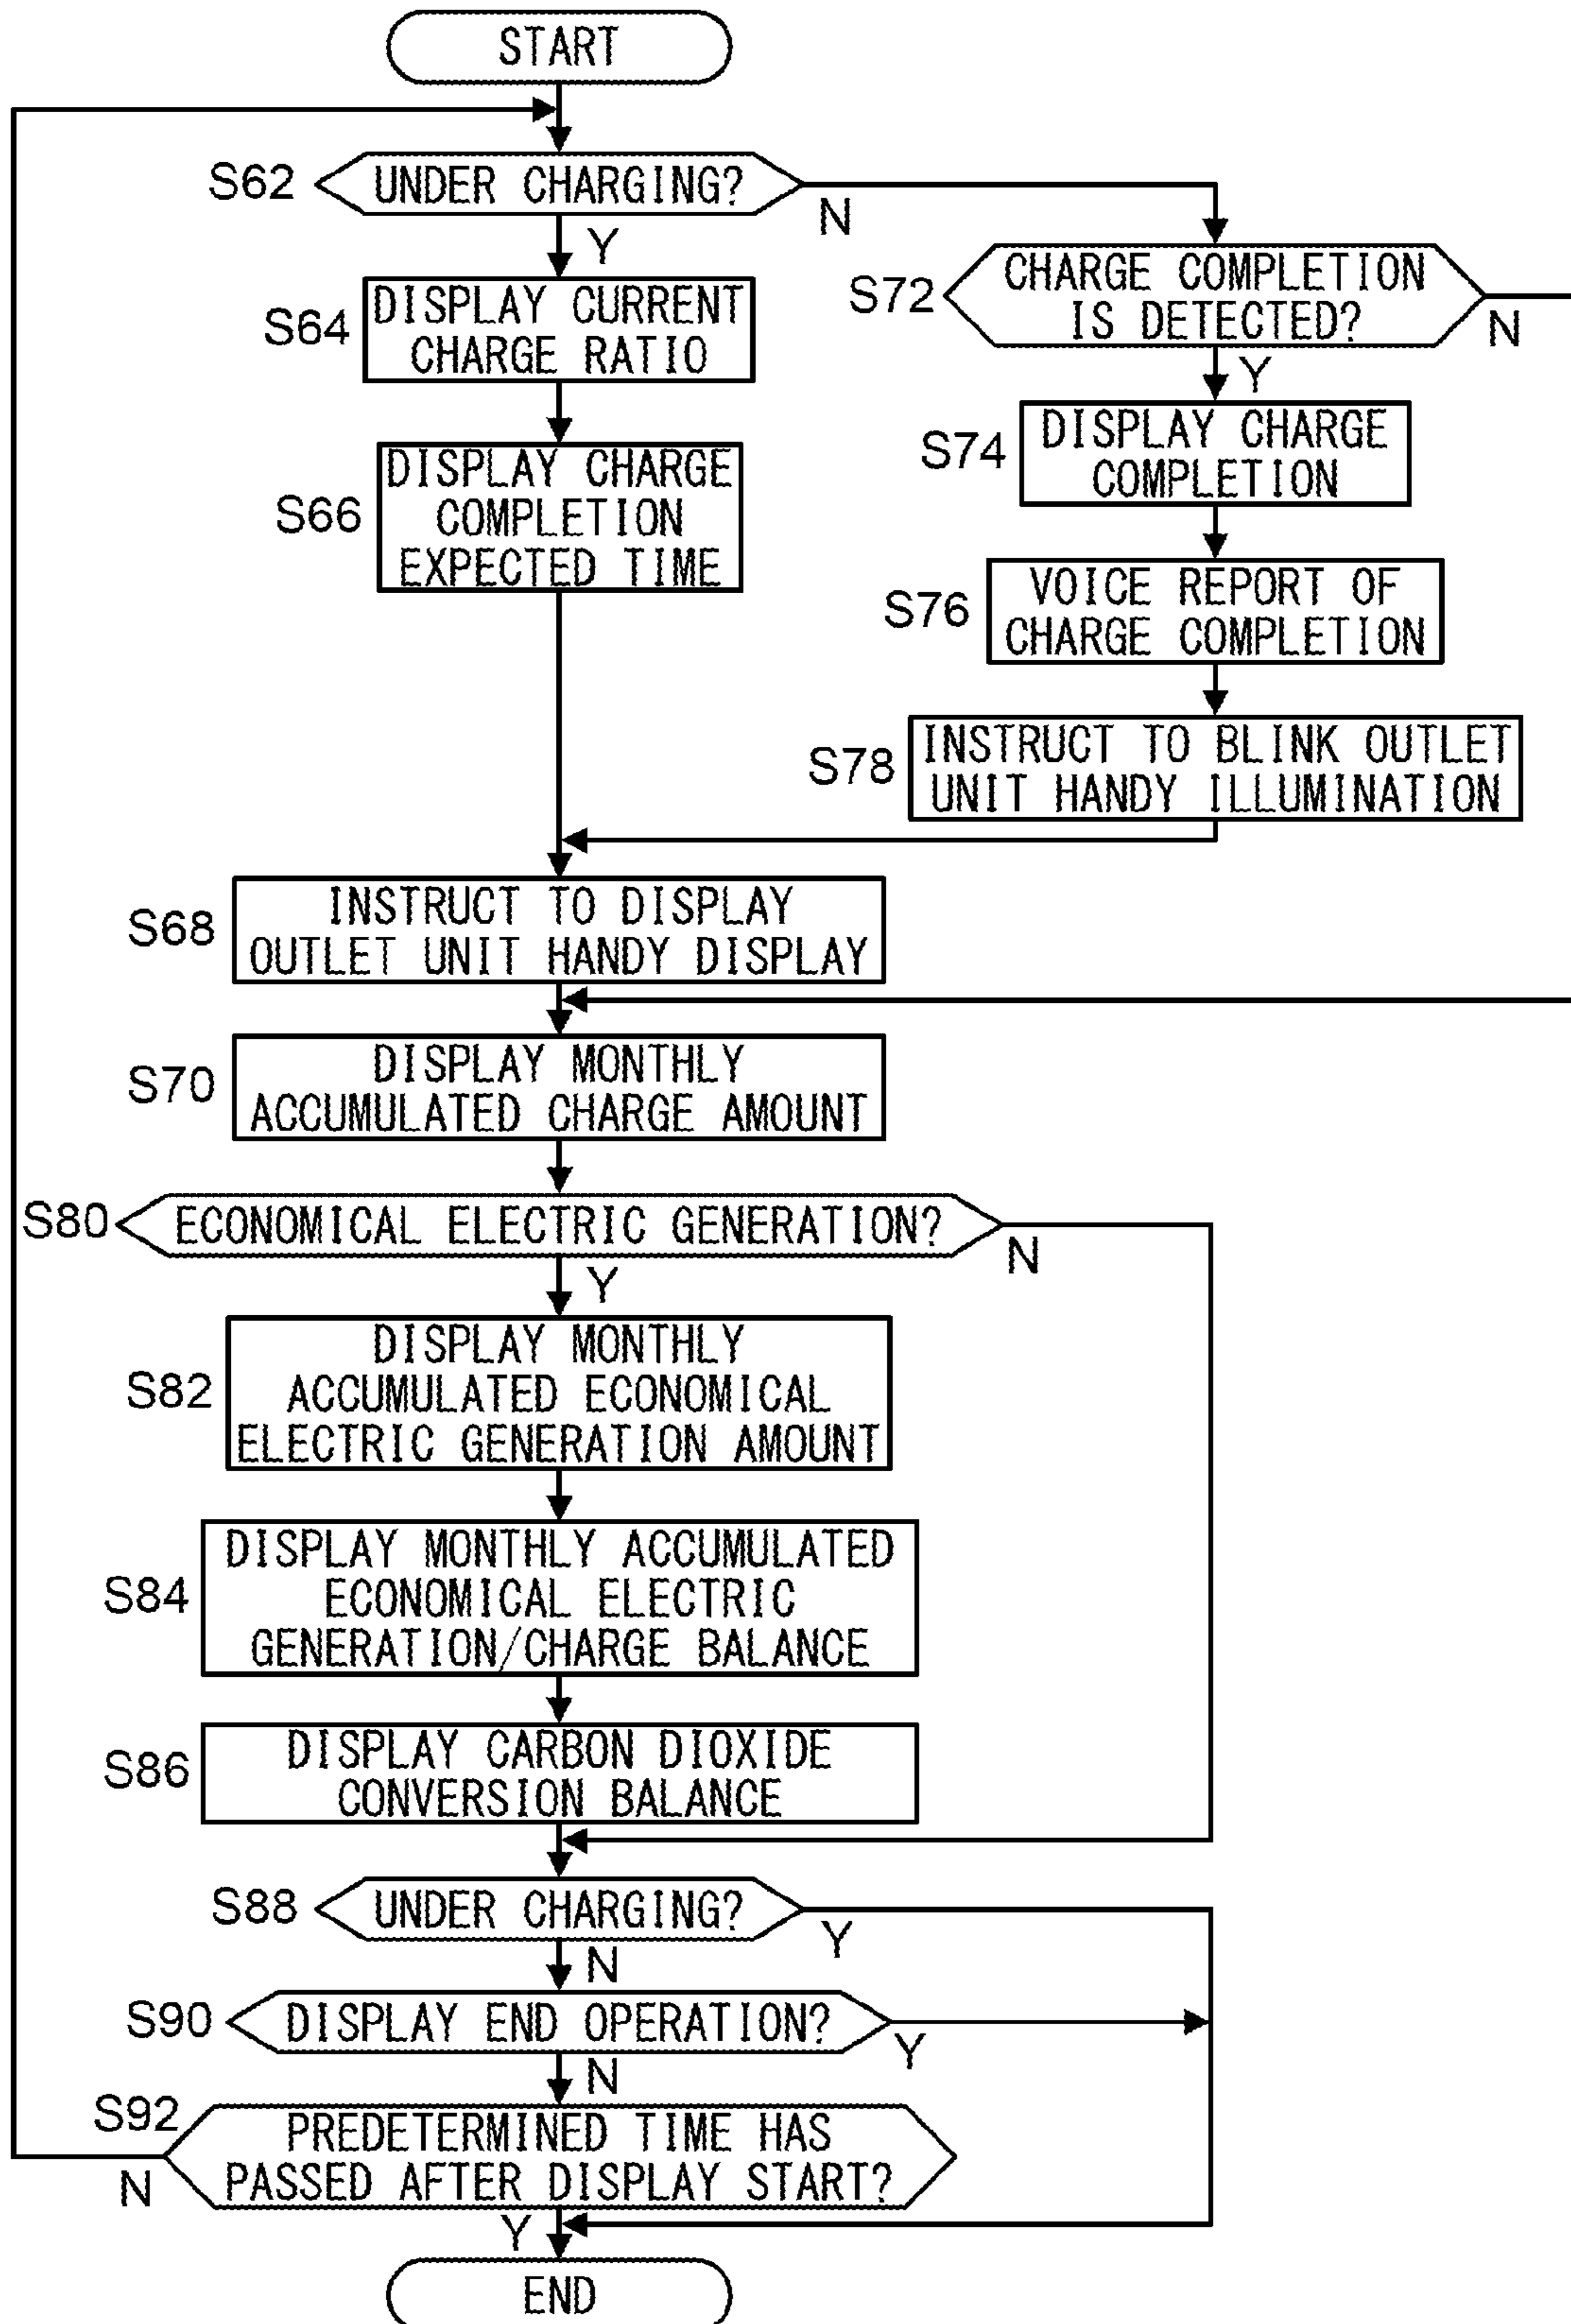 START
S62
UNDER CHARGING?
N
Y
S64
DISPLAY CURRENT
CHARGE RATIO
S72
CHARGE COMPLETION
IS DETECTED?
N
Y
S66
DISPLAY CHARGE
COMPLETION
EXPECTED TIME
S74
DISPLAY CHARGE
COMPLETION
S76
VOICE REPORT OF
CHARGE COMPLETION
S78
INSTRUCT TO BLINK OUTLET
UNIT HANDY ILLUMINATION
S68
INSTRUCT TO DISPLAY
OUTLET UNIT HANDY DISPLAY
S70
DISPLAY MONTHLY
ACCUMULATED CHARGE AMOUNT
S80
ECONOMICAL ELECTRIC GENERATION?
N
Y
S82
DISPLAY MONTHLY
ACCUMULATED ECONOMICAL
ELECTRIC GENERATION AMOUNT
S84
DISPLAY MONTHLY ACCUMULATED
ECONOMICAL ELECTRIC
GENERATION/CHARGE BALANCE
S86
DISPLAY CARBON DIOXIDE
CONVERSION BALANCE
S88
UNDER CHARGING?
Y
N
S90
DISPLAY END OPERATION?
Y
N
S92
PREDETERMINED TIME HAS
PASSED AFTER DISPLAY START?
N
Y
END